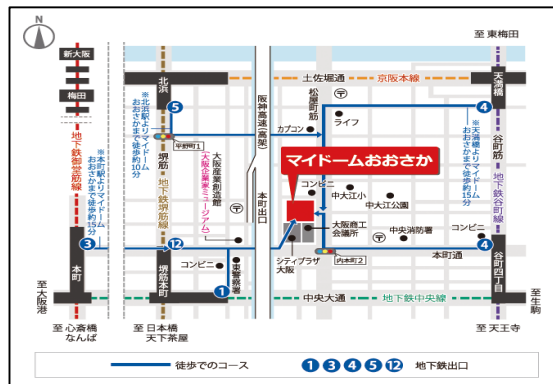 N
至東梅田
新大阪
梅田
地下鉄御堂筋線
※本町駅よりマイドーム
おおさかまで徒歩約15分
北浜
5
※北浜駅よりマイドーム
おおさかまで徒歩約10分
平野町1
堺筋
地下鉄堺筋線
大阪産業創造館
(大阪企業家ミュージアム)
阪神高速(高架)
本町出口
土佐堀通
京阪本線
天満橋
松屋町筋
〒
ライフ
カプコン
4
谷町筋
地下鉄谷町線
※天満橋よりマイドーム
おおさかまで徒歩約15分
マイドームおおさか
コンビニ
中大江小
中大江公園
〒
大阪商工
会議所
〒
中央消防署
コンビニ
3
12
シティプラザ
大阪
内本町2
本町通
4
本町
コンビニ
堺筋本町
東警察署
1
谷町四丁目
至大阪港
中央大通
地下鉄中央線
至生駒
至心斎橋
なんば
至日本橋
天下茶屋
至天王寺
徒歩でのコース
1 3 4 5 12 地下鉄出口